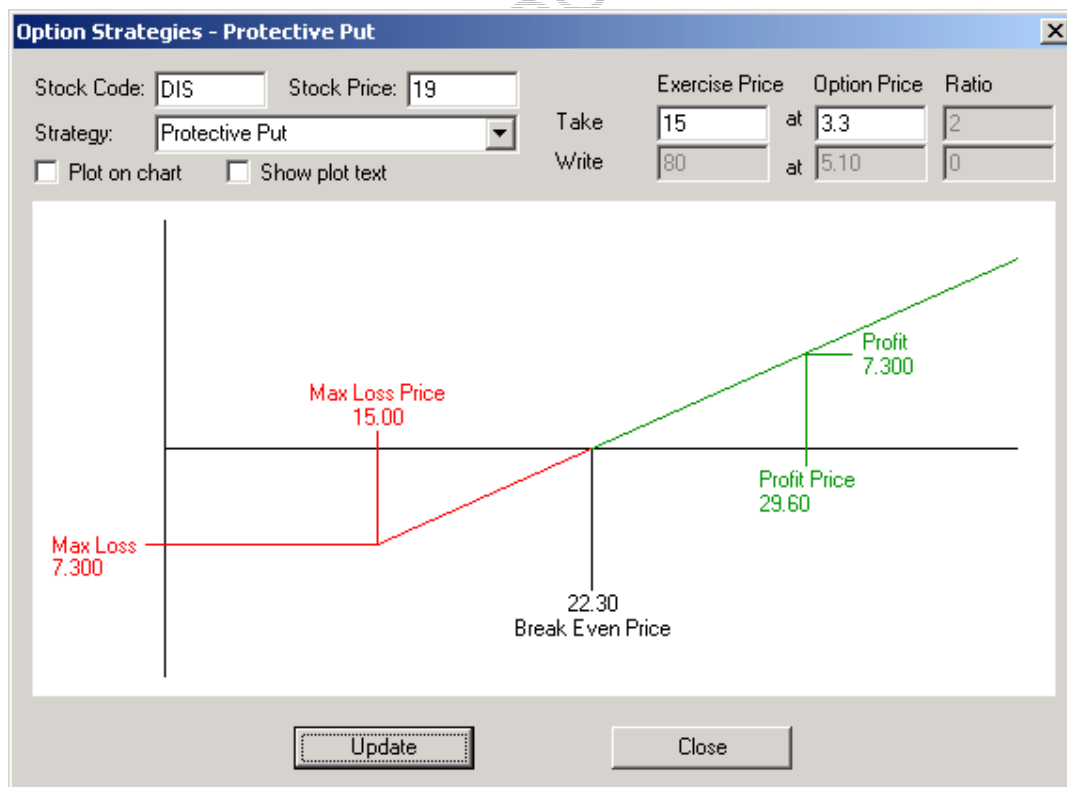 Option Strategies - Protective Put
Stock Code: DIS Stock Price: 19
Exercise Price Option Price Ratio
Strategy: Protective Put
Take 15 at 3.3 2
Write 80 at 5.10 0
Plot on chart Show plot text
Profit
7.300
Max Loss Price
15.00
Profit Price
29.60
Max Loss
7.300
22.30
Break Even Price
Update Close